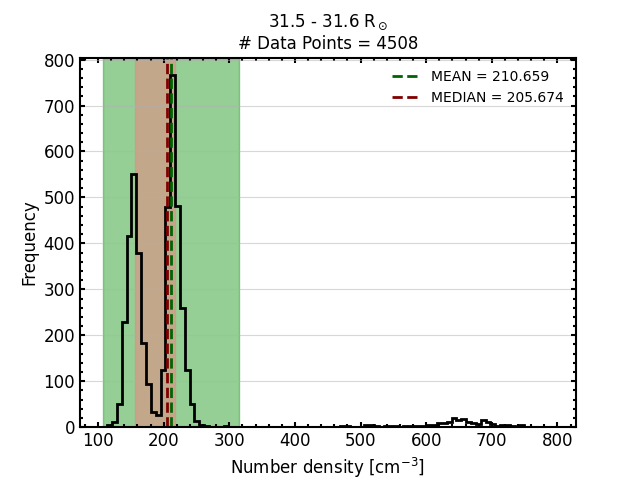 31.5 - 31.6 R⊙
# Data Points = 4508
MEAN = 210.659
MEDIAN = 205.674
Frequency
800
700
600
500
400
300
200
100
0
100 200 300 400 500 600 700 800
Number density [cm⁻³]